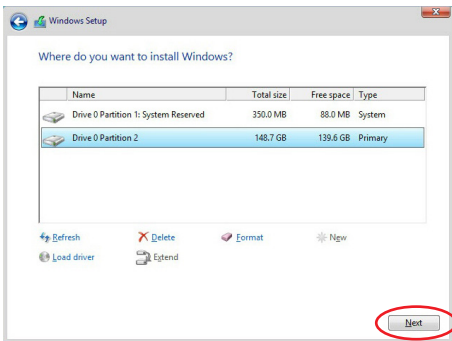 Windows Setup
Where do you want to install Windows?
Name Total size Free space Type
Drive 0 Partition 1: System Reserved 350.0 MB 88.0 MB System
Drive 0 Partition 2 148.7 GB 139.6 GB Primary
Refresh Delete Format New
Load driver Extend
Next